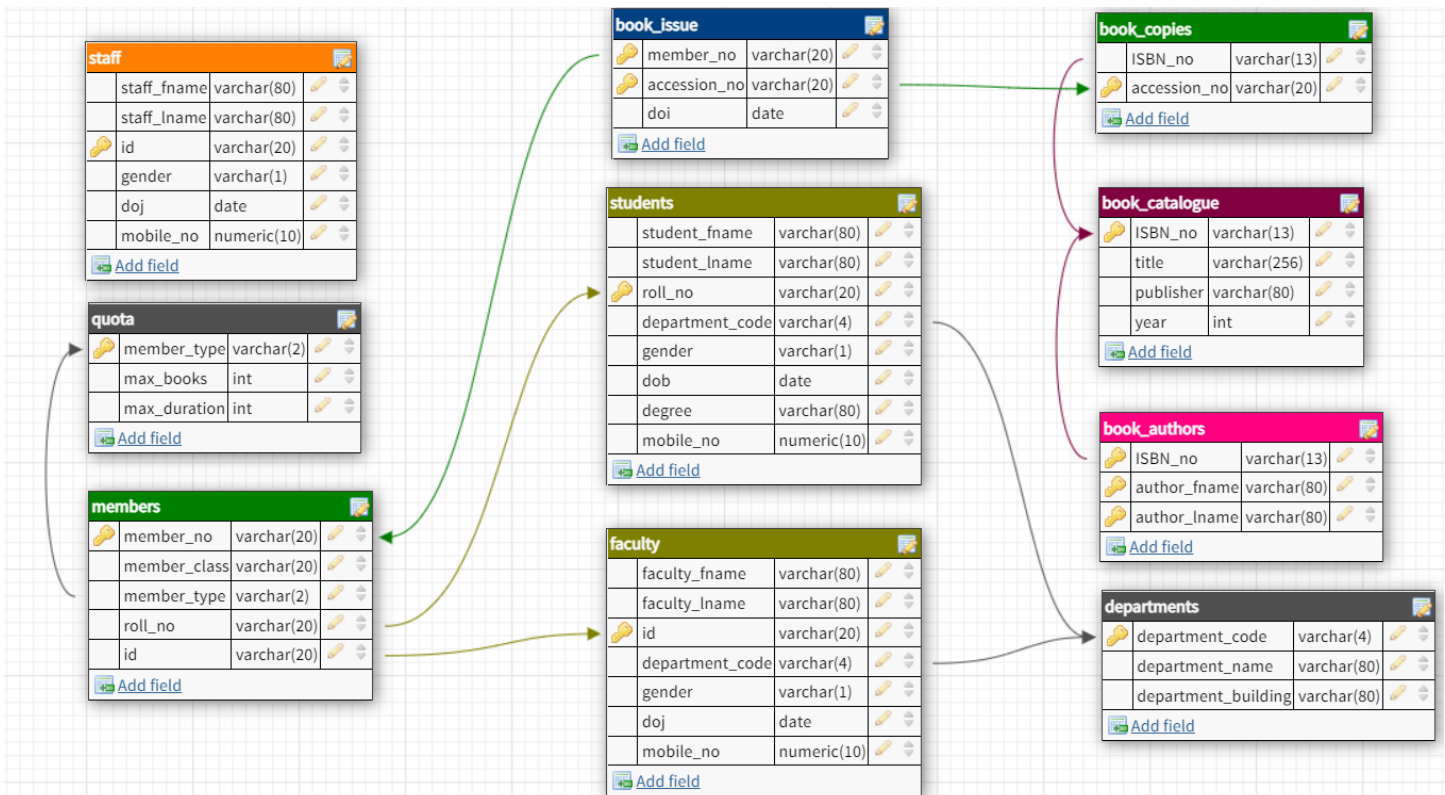 staff
staff_fname varchar(80)
staff_lname varchar(80)
id varchar(20)
gender varchar(1)
doj date
mobile_no numeric(10)
Add field
quota
member_type varchar(2)
max_books int
max_duration int
Add field
members
member_no varchar(20)
member_class varchar(20)
member_type varchar(2)
roll_no varchar(20)
id varchar(20)
Add field
book_issue
member_no varchar(20)
accession_no varchar(20)
doi date
Add field
students
student_fname varchar(80)
student_lname varchar(80)
roll_no varchar(20)
department_code varchar(4)
gender varchar(1)
dob date
degree varchar(80)
mobile_no numeric(10)
Add field
faculty
faculty_fname varchar(80)
faculty_lname varchar(80)
id varchar(20)
department_code varchar(4)
gender varchar(1)
doj date
mobile_no numeric(10)
Add field
book_copies
ISBN_no varchar(13)
accession_no varchar(20)
Add field
book_catalogue
ISBN_no varchar(13)
title varchar(256)
publisher varchar(80)
year int
Add field
book_authors
ISBN_no varchar(13)
author_fname varchar(80)
author_lname varchar(80)
Add field
departments
department_code varchar(4)
department_name varchar(80)
department_building varchar(80)
Add field